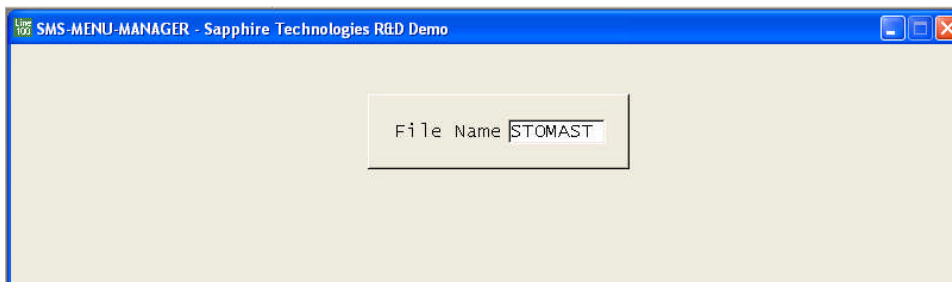 Line
100
SMS-MENU-MANAGER - Sapphire Technologies R&D Demo
File Name STOMAST